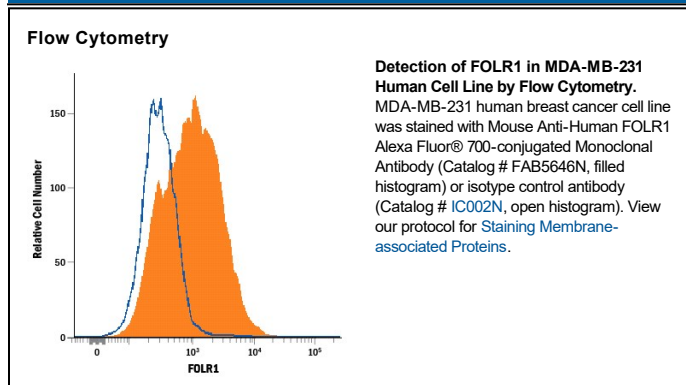 Flow Cytometry
Detection of FOLR1 in MDA-MB-231
Human Cell Line by Flow Cytometry.
MDA-MB-231 human breast cancer cell line
was stained with Mouse Anti-Human FOLR1
Alexa Fluor® 700-conjugated Monoclonal
Antibody (Catalog # FAB5646N, filled
histogram) or isotype control antibody
(Catalog # IC002N, open histogram). View
our protocol for Staining Membrane-
associated Proteins.
Relative Cell Number
150
100
50
0
0 10³ 10⁴ 10⁵
FOLR1